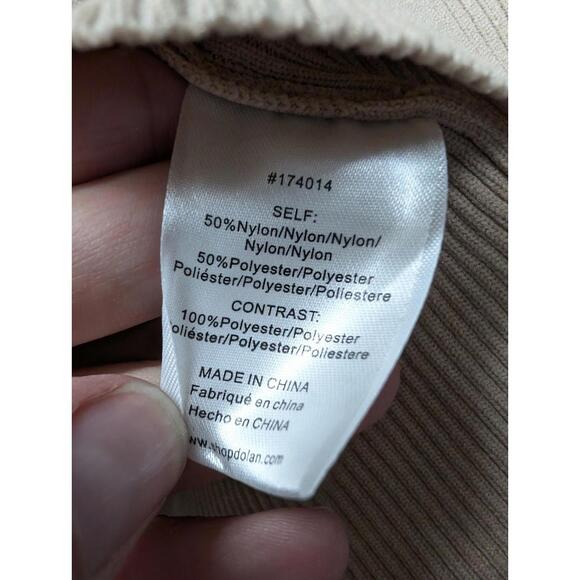 #174014
SELF:
50%Nylon/Nylon/Nylon/
Nylon/Nylon
50%Polyester/Polyester
Poliéster/Polyester/Poliestere
CONTRAST:
100%Polyester/Polyester
oliéster/Polyester/Poliestere
MADE IN CHINA
Fabriqué en china
Hecho en CHINA
www.shopdolan.com